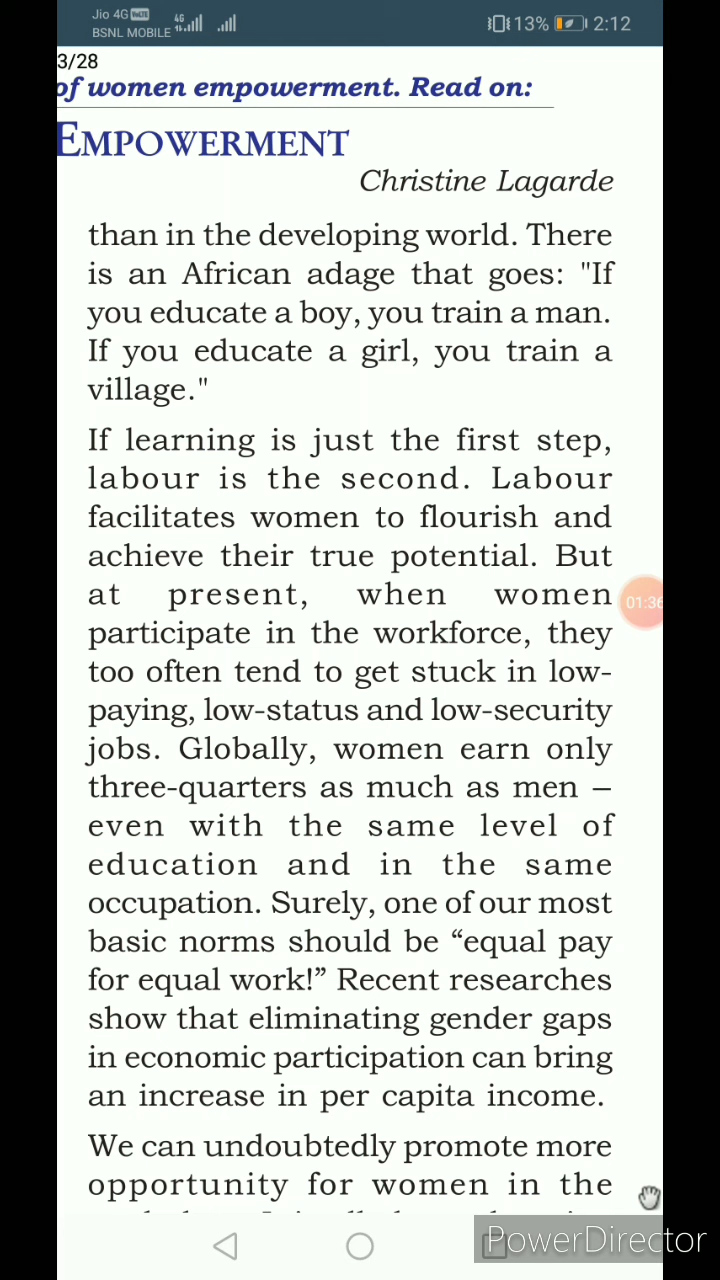 Jio 4G VoLTE 4G 13% 2:12
BSNL MOBILE
3/28
of women empowerment. Read on:
EMPOWERMENT
Christine Lagarde
than in the developing world. There
is an African adage that goes: "If
you educate a boy, you train a man.
If you educate a girl, you train a
village."
If learning is just the first step,
labour is the second. Labour
facilitates women to flourish and
achieve their true potential. But
at present, when women
participate in the workforce, they
too often tend to get stuck in low-
paying, low-status and low-security
jobs. Globally, women earn only
three-quarters as much as men –
even with the same level of
education and in the same
occupation. Surely, one of our most
basic norms should be “equal pay
for equal work!” Recent researches
show that eliminating gender gaps
in economic participation can bring
an increase in per capita income.
We can undoubtedly promote more
opportunity for women in the
01:36
PowerDirector